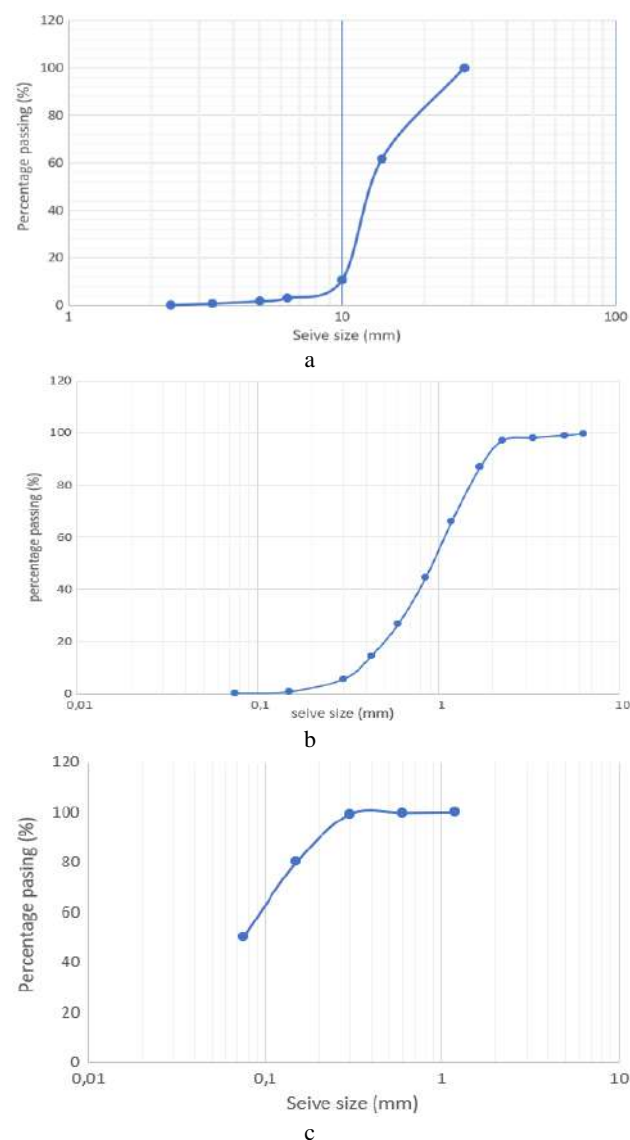 120
100
80
60
40
20
0
Percentage passing (%)
1 10 100
Seive size (mm)
a
120
100
80
60
40
20
0
percentage passing (%)
0,01 0,1 1 10
seive size (mm)
b
120
100
80
60
40
20
0
Percentage pasing (%)
0,01 0,1 1 10
Seive size (mm)
c